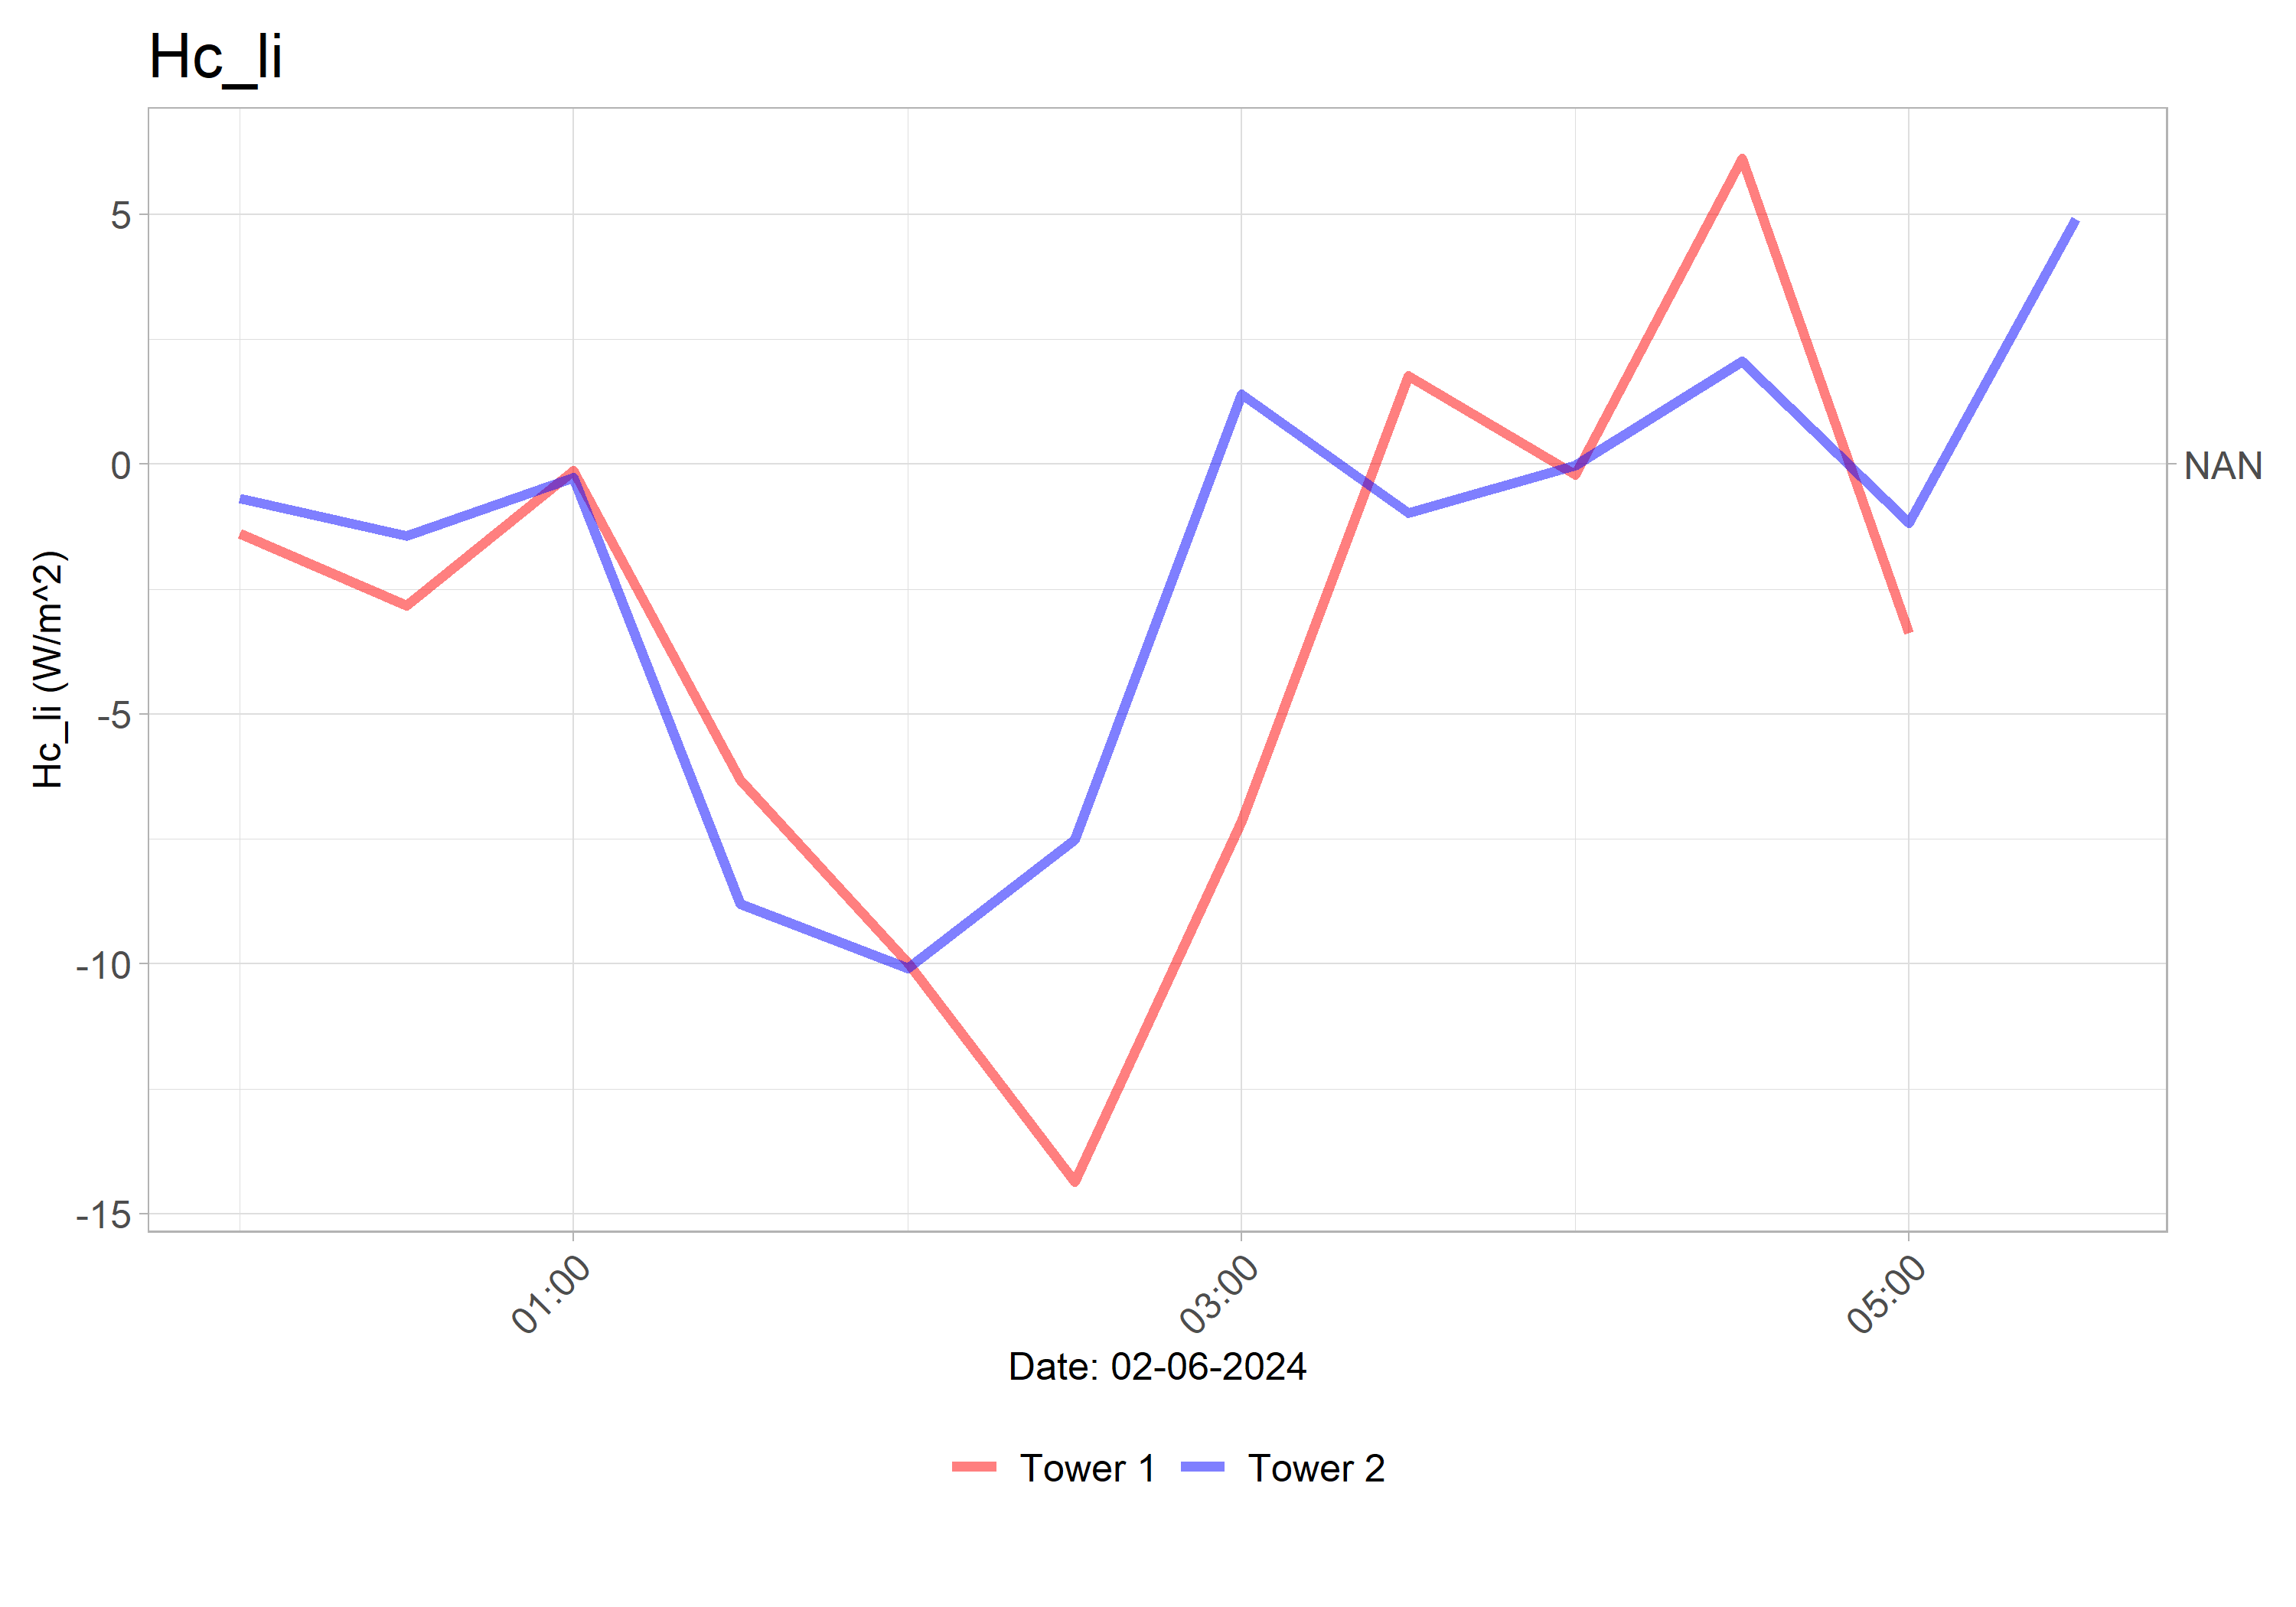 Hc_li
Hc_li (W/m^2)
5
0
-5
-10
-15
NAN
01:00
03:00
05:00
Date: 02-06-2024
Tower 1
Tower 2